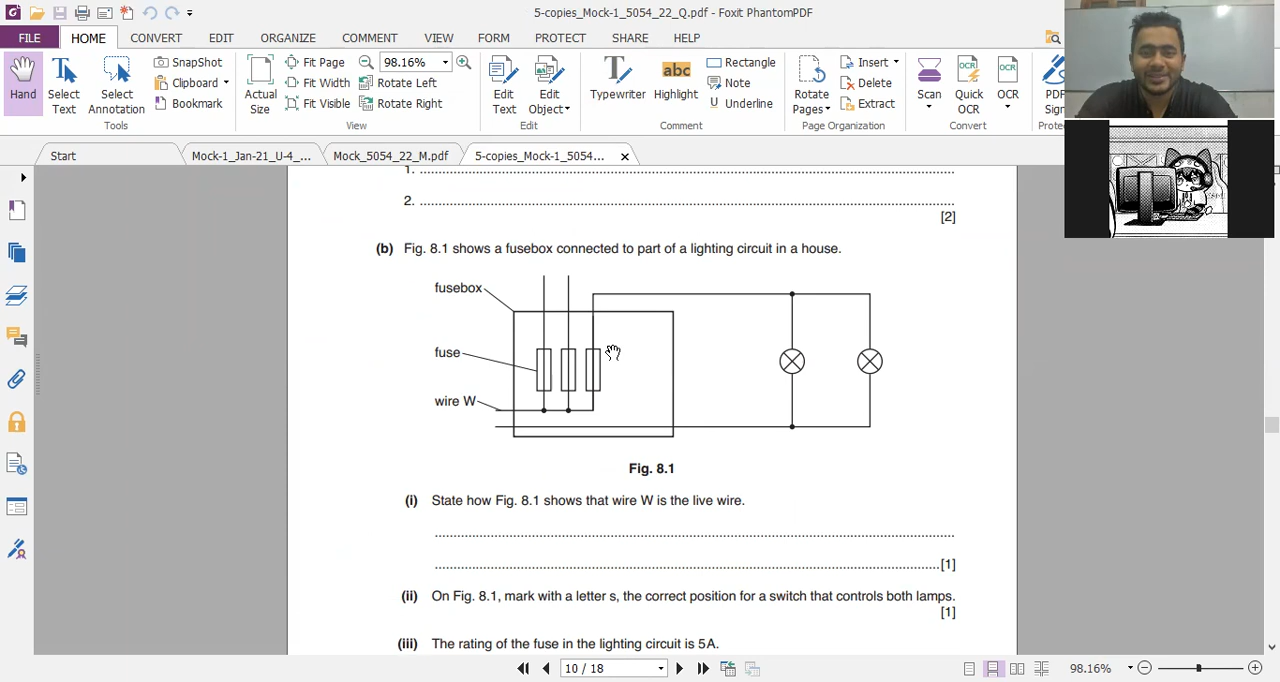 5-copies_Mock-1_5054_22_Q.pdf - Foxit PhantomPDF
FILE HOME CONVERT EDIT ORGANIZE COMMENT VIEW FORM PROTECT SHARE HELP
Hand
Select Text
Select Annotation
SnapShot
Clipboard
Bookmark
Tools
Actual Size
Fit Page
Fit Width
Fit Visible
98.16%
Rotate Left
Rotate Right
View
Edit Text
Edit Object
Edit
Typewriter
Highlight
Rectangle
Note
Underline
Comment
Rotate Pages
Insert
Delete
Extract
Page Organization
Scan
Quick OCR
OCR
Convert
PDF Sign
Start
Mock-1_Jan-21_U-4_...
Mock_5054_22_M.pdf
5-copies_Mock-1_5054...
1. ....................
2. ....................
[2]
(b) Fig. 8.1 shows a fusebox connected to part of a lighting circuit in a house.
fusebox
fuse
wire W
Fig. 8.1
(i) State how Fig. 8.1 shows that wire W is the live wire.
....................
....................[1]
(ii) On Fig. 8.1, mark with a letter s, the correct position for a switch that controls both lamps.
[1]
(iii) The rating of the fuse in the lighting circuit is 5A.
10 / 18
98.16%